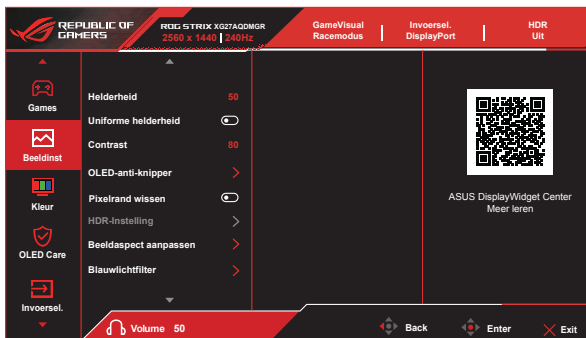 REPUBLIC OF
GAMERS
ROG STRIX XG27AQDMGR
2560 x 1440 | 240Hz
GameVisual
Racemodus
Invoersel.
DisplayPort
HDR
Uit
Games
Beeldinst
Kleur
OLED Care
Invoersel.
Helderheid 50
Uniforme helderheid
Contrast 80
OLED-anti-knipper
Pixelrand wissen
HDR-Instelling
Beeldaspect aanpassen
Blauwlichtfilter
ASUS DisplayWidget Center
Meer leren
Volume 50
Back
Enter
Exit